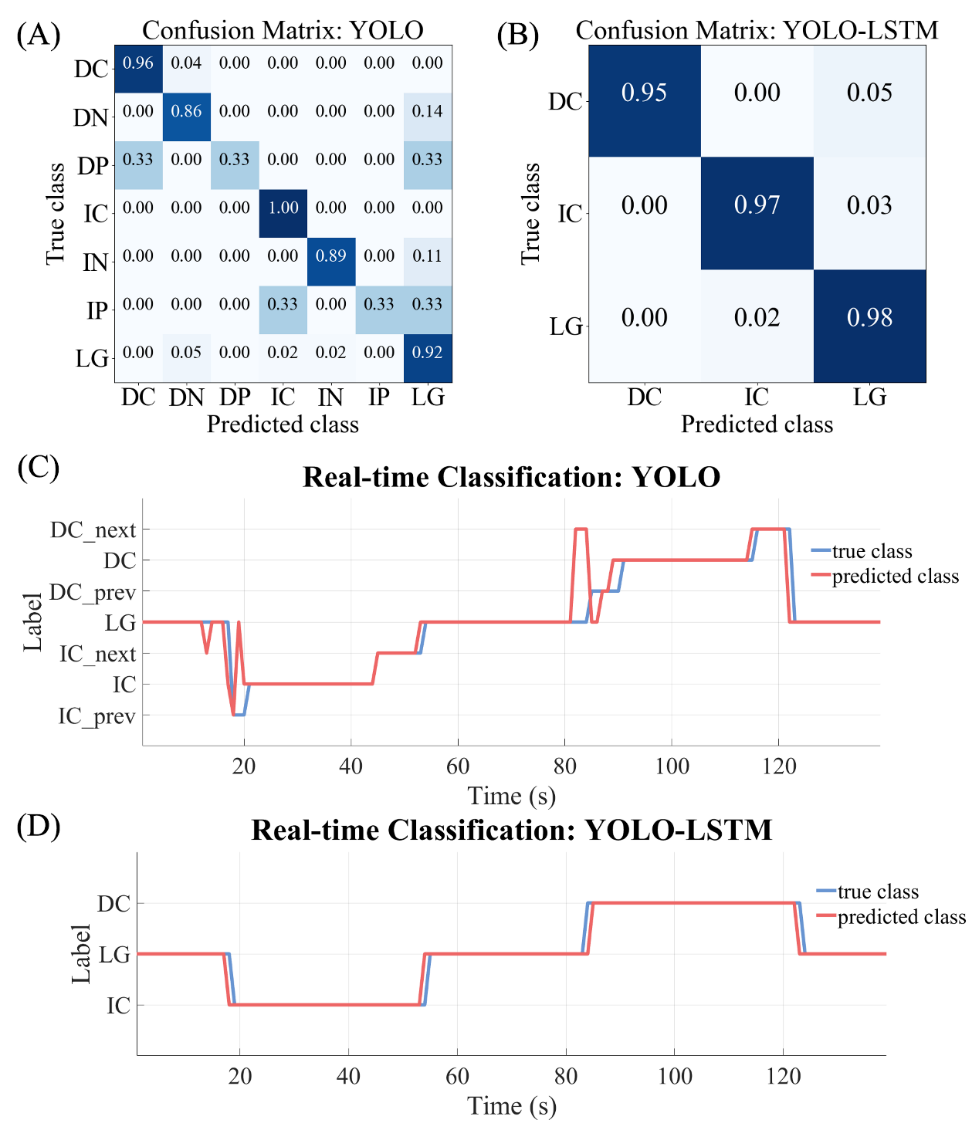 (A)
Confusion Matrix: YOLO
True class
DC 0.96 0.04 0.00 0.00 0.00 0.00 0.00
DN 0.00 0.86 0.00 0.00 0.00 0.00 0.14
DP 0.33 0.00 0.33 0.00 0.00 0.00 0.33
IC 0.00 0.00 0.00 1.00 0.00 0.00 0.00
IN 0.00 0.00 0.00 0.00 0.89 0.00 0.11
IP 0.00 0.00 0.00 0.33 0.00 0.33 0.33
LG 0.00 0.05 0.00 0.02 0.02 0.00 0.92
DC DN DP IC IN IP LG
Predicted class
(B)
Confusion Matrix: YOLO-LSTM
True class
DC 0.95 0.00 0.05
IC 0.00 0.97 0.03
LG 0.00 0.02 0.98
DC IC LG
Predicted class
(C)
Real-time Classification: YOLO
Label
DC_next
DC
DC_prev
LG
IC_next
IC
IC_prev
true class
predicted class
20 40 60 80 100 120
Time (s)
(D)
Real-time Classification: YOLO-LSTM
Label
DC
LG
IC
true class
predicted class
20 40 60 80 100 120
Time (s)